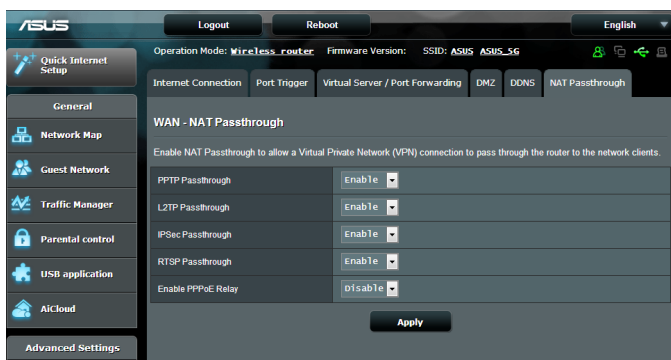 ASUS
Logout
Reboot
English
Quick Internet
Setup
Operation Mode: Wireless router Firmware Version: SSID: ASUS ASUS_5G
Internet Connection
Port Trigger
Virtual Server / Port Forwarding
DMZ
DDNS
NAT Passthrough
General
Network Map
Guest Network
Traffic Manager
Parental control
USB application
AiCloud
Advanced Settings
WAN - NAT Passthrough
Enable NAT Passthrough to allow a Virtual Private Network (VPN) connection to pass through the router to the network clients.
PPTP Passthrough Enable
L2TP Passthrough Enable
IPSec Passthrough Enable
RTSP Passthrough Enable
Enable PPPoE Relay Disable
Apply